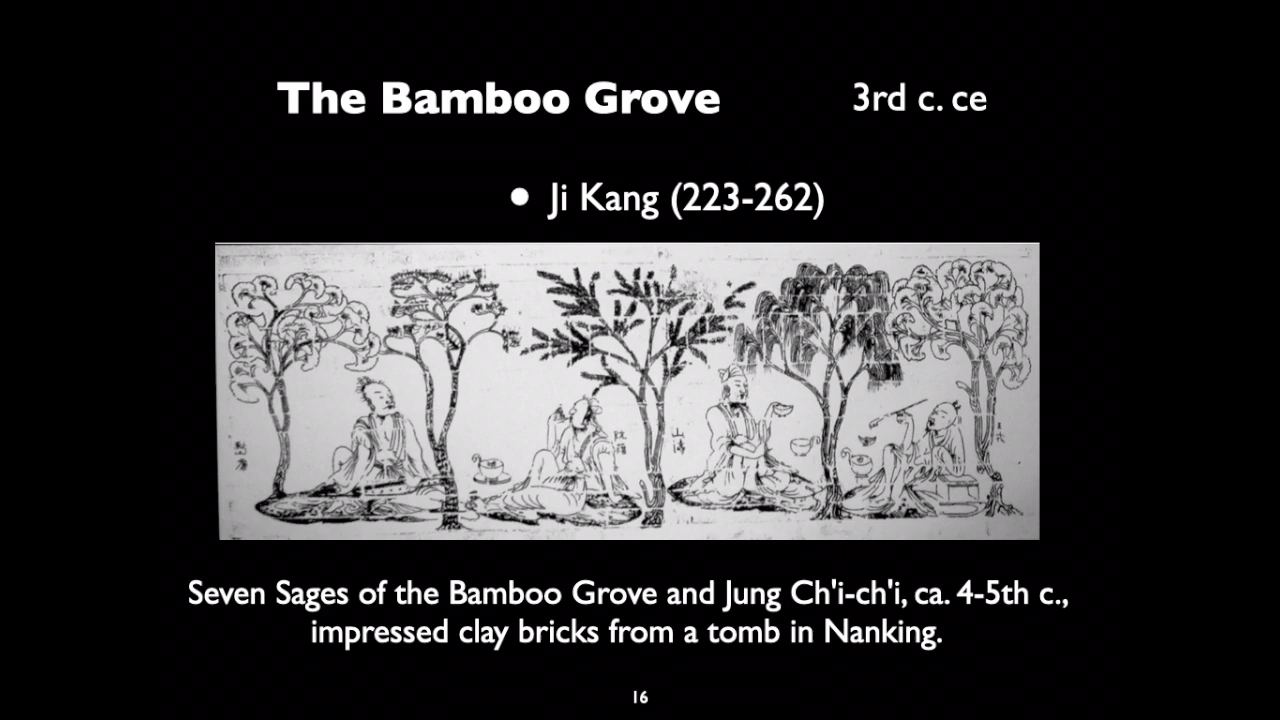 The Bamboo Grove
3rd c. ce
• Ji Kang (223-262)
山濤
Seven Sages of the Bamboo Grove and Jung Ch'i-ch'i, ca. 4-5th c.,
impressed clay bricks from a tomb in Nanking.
16